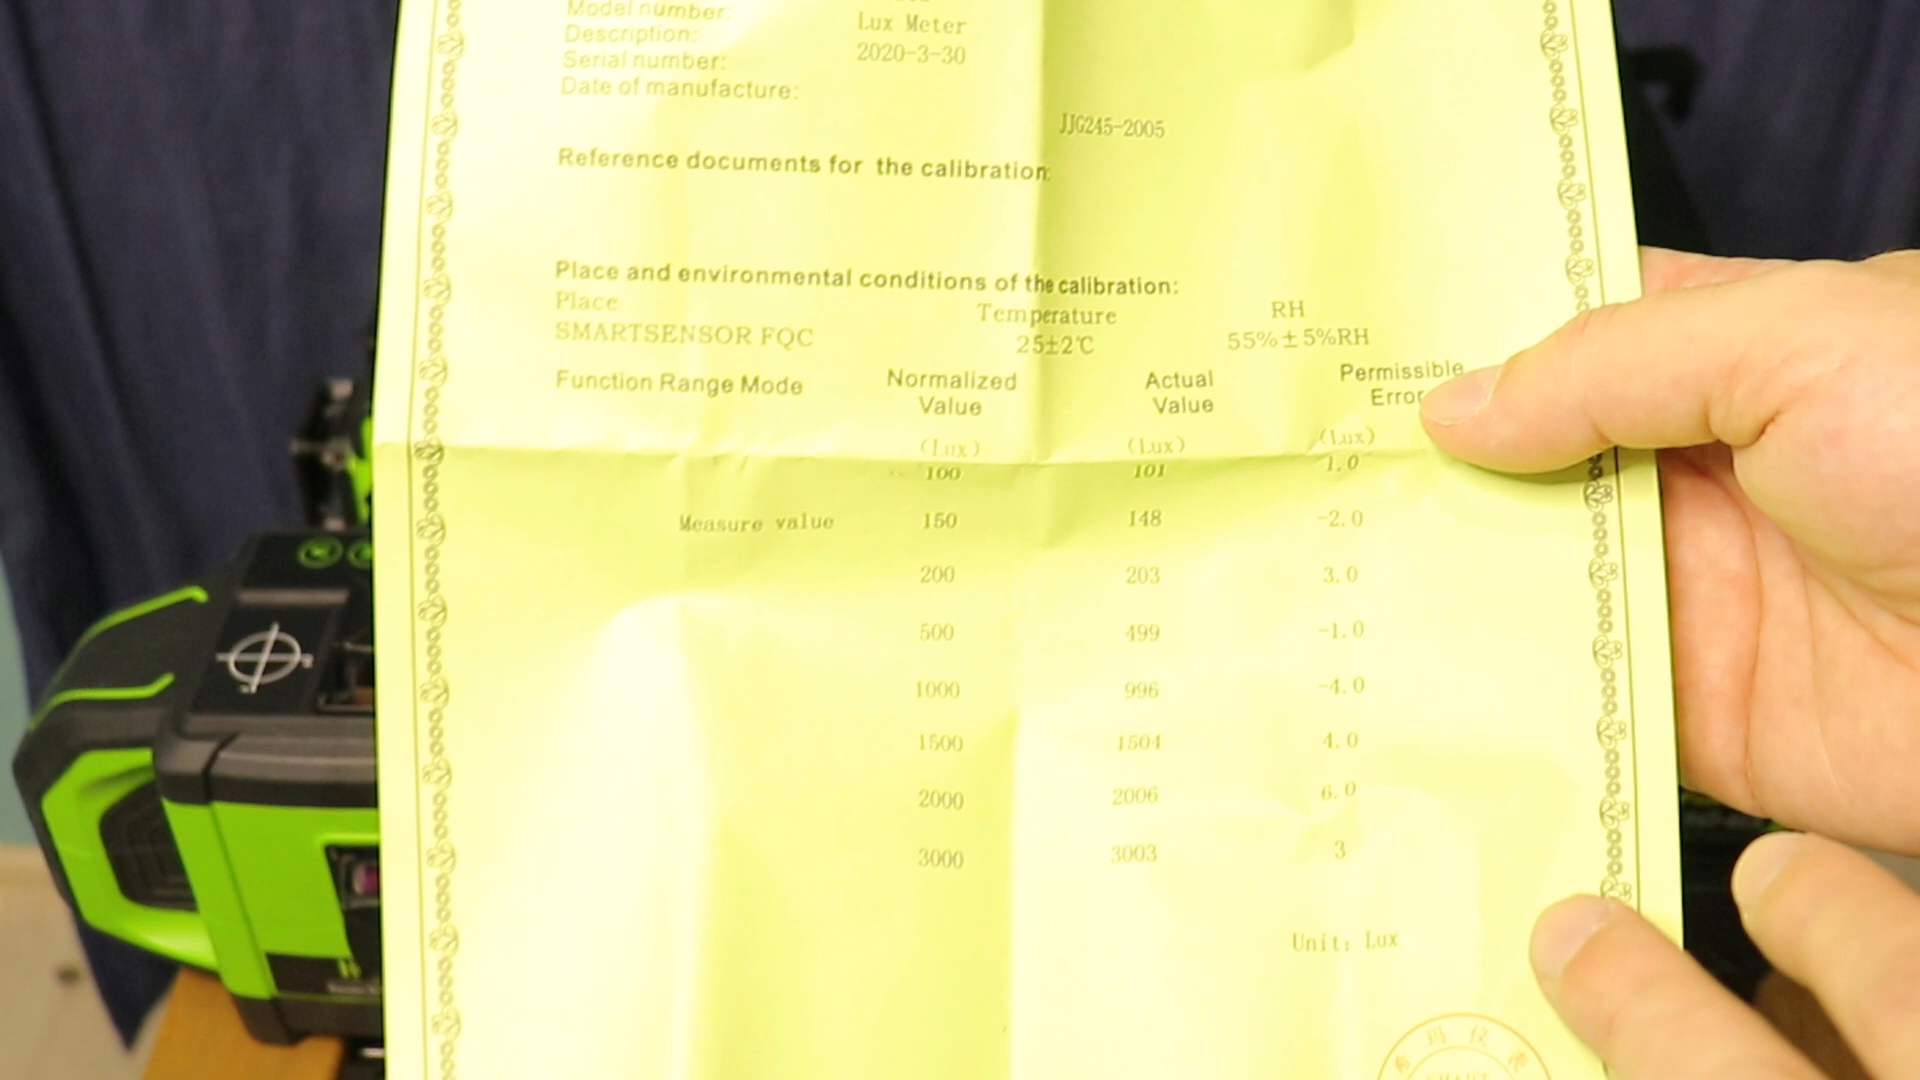 Model number:
Description: Lux Meter
Serial number: 2020-3-30
Date of manufacture:
JJG245-2005
Reference documents for the calibration:
Place and environmental conditions of the calibration:
Place Temperature RH
SMARTSENSOR FQC 25±2℃ 55%±5%RH
Function Range Mode Normalized Value Actual Value Permissible Error
(Lux) (Lux) (Lux)
100 101 1.0
Measure value 150 148 -2.0
200 203 3.0
500 499 -1.0
1000 996 -4.0
1500 1504 4.0
2000 2006 6.0
3000 3003 3
Unit: Lux
玛仪